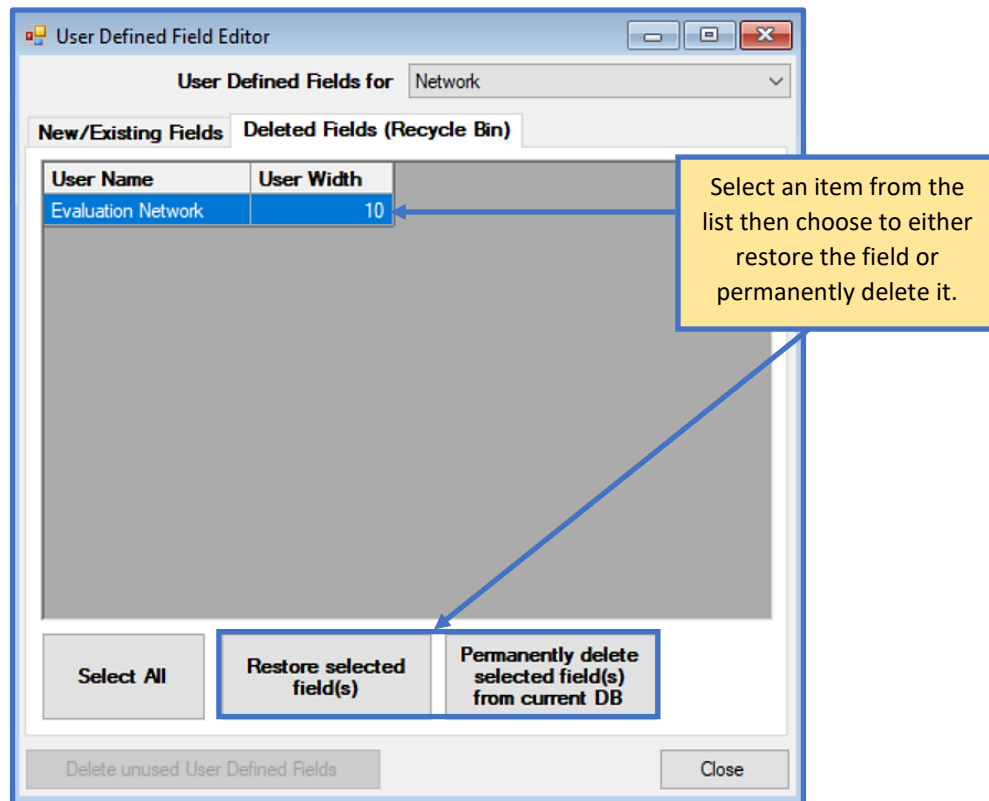 User Defined Field Editor
User Defined Fields for Network
New/Existing Fields Deleted Fields (Recycle Bin)
User Name User Width
Evaluation Network 10
Select an item from the
list then choose to either
restore the field or
permanently delete it.
Select All
Restore selected
field(s)
Permanently delete
selected field(s)
from current DB
Delete unused User Defined Fields
Close